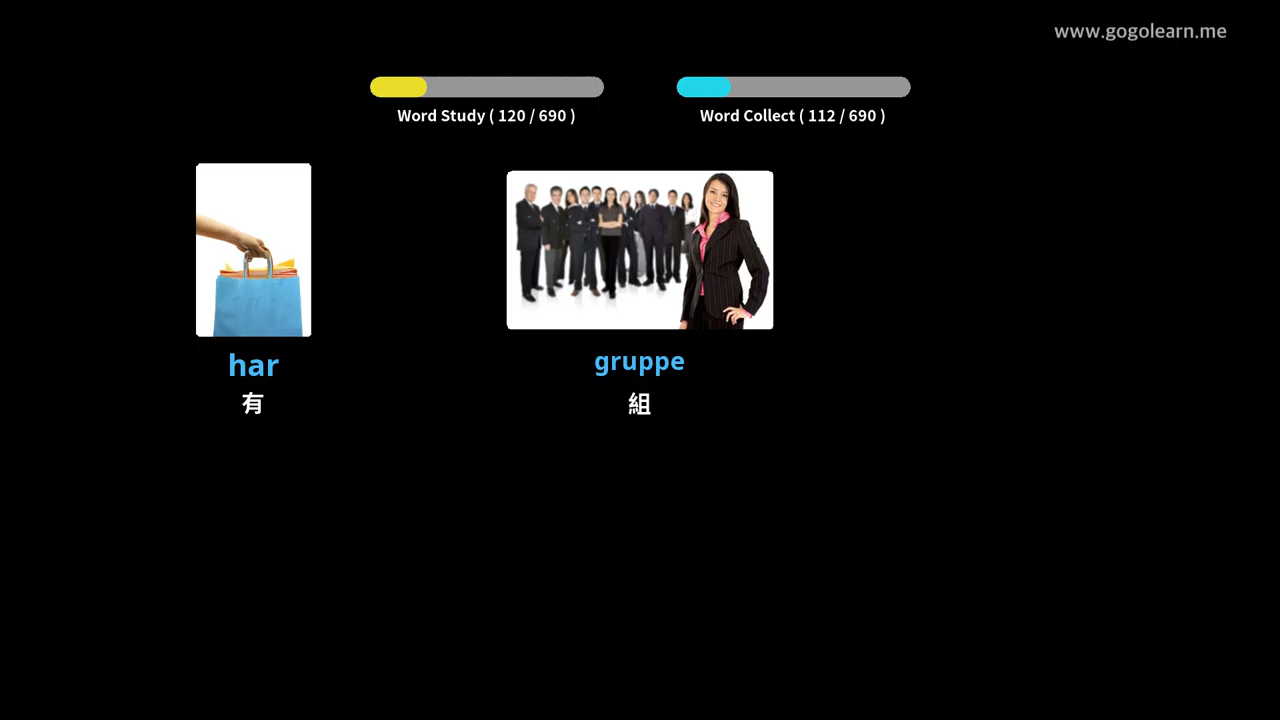 www.gogolearn.me
Word Study ( 120 / 690 )
Word Collect ( 112 / 690 )
har
有
gruppe
組